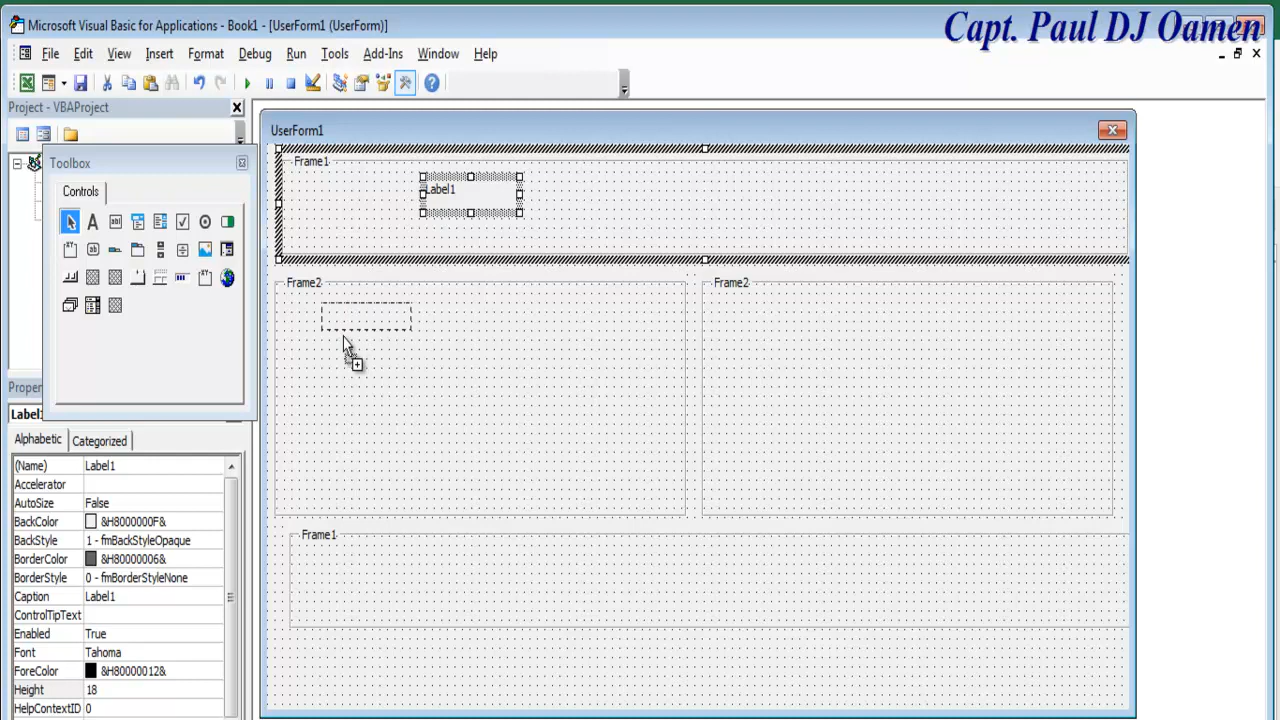 Microsoft Visual Basic for Applications - Book1 - [UserForm1 (UserForm)]
Capt. Paul DJ Oamen
File Edit View Insert Format Debug Run Tools Add-Ins Window Help
Project - VBAProject
Toolbox
Controls
UserForm1
Frame1
Label1
Frame2
Frame2
Frame1
Proper
Label1
Alphabetic Categorized
(Name) Label1
Accelerator
AutoSize False
BackColor &H8000000F&
BackStyle 1 - fmBackStyleOpaque
BorderColor &H80000006&
BorderStyle 0 - fmBorderStyleNone
Caption Label1
ControlTipText
Enabled True
Font Tahoma
ForeColor &H80000012&
Height 18
HelpContextID 0